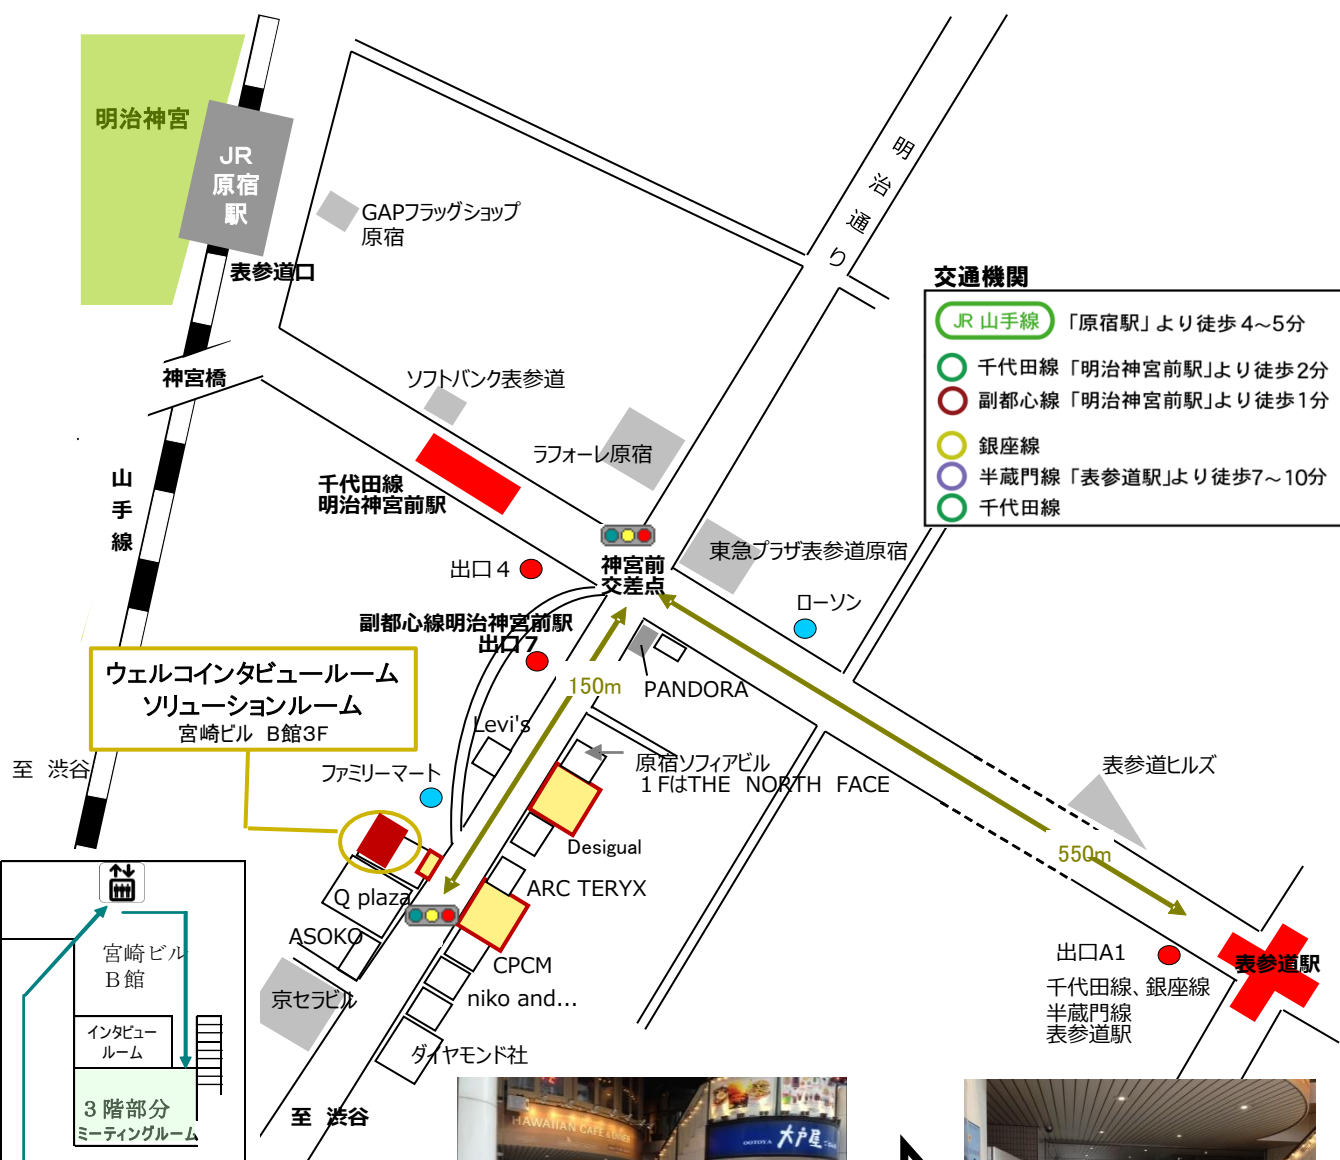 明治神宮
JR
原宿
駅
GAPフラッグショップ
原宿
表参道口
明治通り
交通機関
JR 山手線 「原宿駅」より徒歩4～5分
千代田線「明治神宮前駅」より徒歩2分
副都心線「明治神宮前駅」より徒歩1分
銀座線
半蔵門線「表参道駅」より徒歩7～10分
千代田線
神宮橋
ソフトバンク表参道
ラフォーレ原宿
山手線
千代田線
明治神宮前駅
神宮前
交差点
東急プラザ表参道原宿
出口4
ローソン
副都心線明治神宮前駅
出口7
ウェルコインタビュールーム
ソリューションルーム
宮崎ビル B館3F
150m
PANDORA
Levi's
至 渋谷
ファミリーマート
原宿ソフィアビル
1FはTHE NORTH FACE
表参道ヒルズ
Desigual
550m
Q plaza
ARC TERYX
ASOKO
CPCM
niko and...
京セラビル
ダイヤモンド社
出口A1
千代田線、銀座線
半蔵門線
表参道駅
表参道駅
宮崎ビル
B館
インタビュー
ルーム
3階部分
ミーティングルーム
至 渋谷
HAWAIIAN CAFE & DINER
OOTOYA 大戸屋